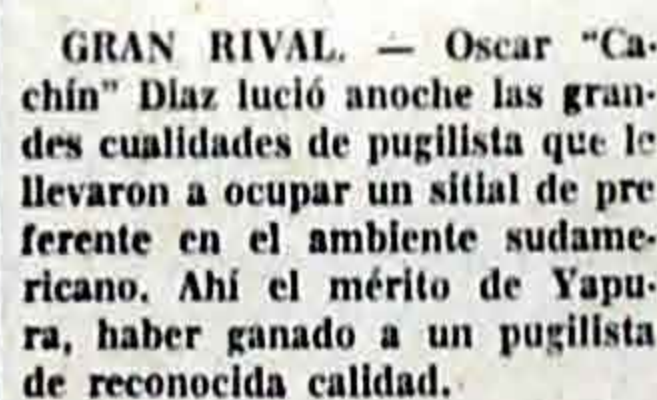 GRAN RIVAL. — Oscar "Ca-
chín" Díaz lució anoche las gran-
des cualidades de pugilista que le
llevaron a ocupar un sitial de pre
ferente en el ambiente sudame-
ricano. Ahí el mérito de Yapu-
ra, haber ganado a un pugilista
de reconocida calidad.